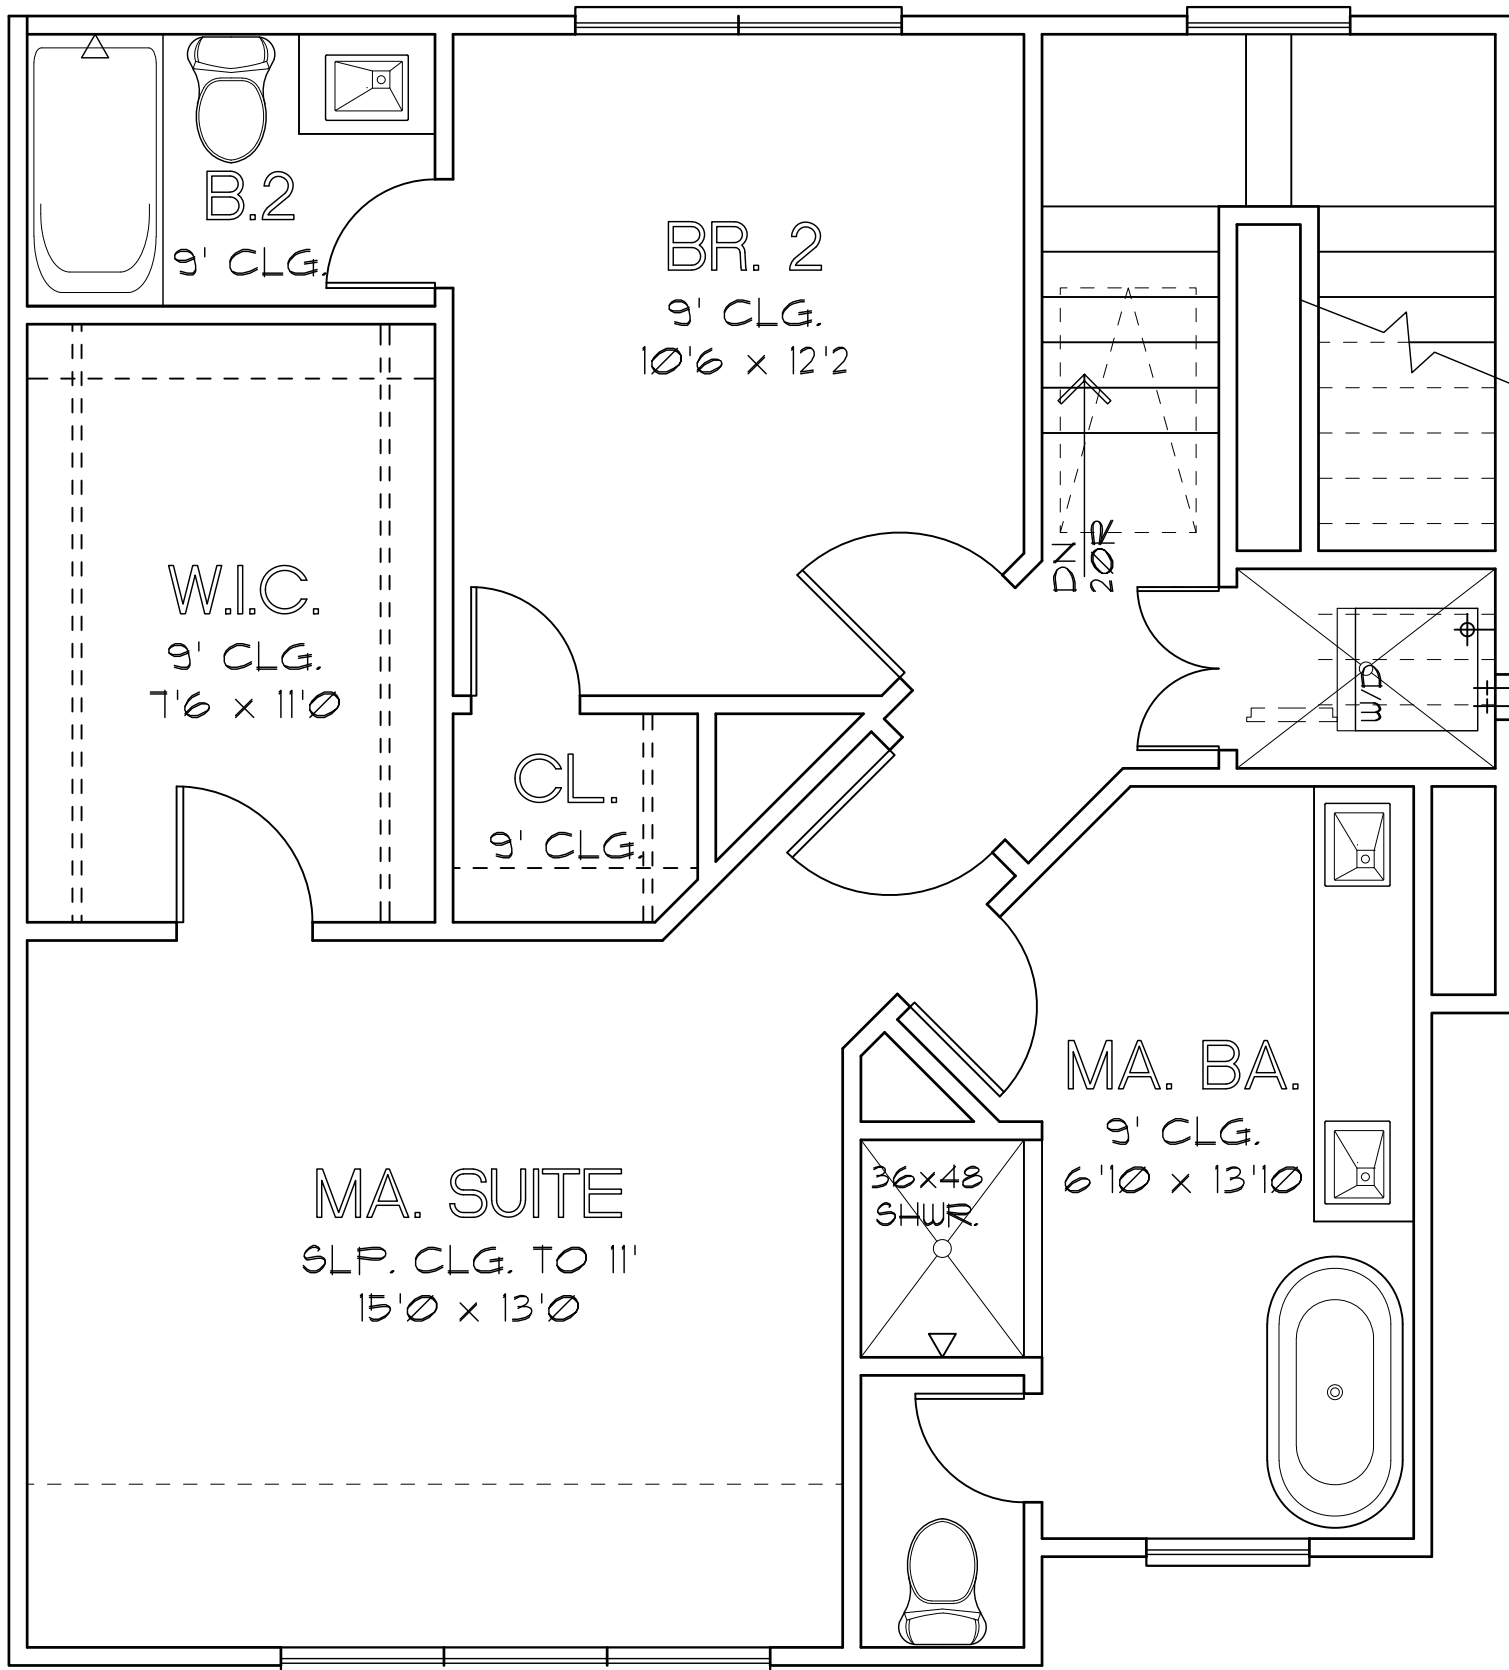 B.2
9' CLG.
BR. 2
9' CLG.
10'6 x 12'2
DN
20R
W.I.C.
9' CLG.
7'6 x 11'0
W/D
CL.
9' CLG.
MA. BA.
9' CLG.
6'10 x 13'10
36x48
SHWR.
MA. SUITE
SLP. CLG. TO 11'
15'0 x 13'0